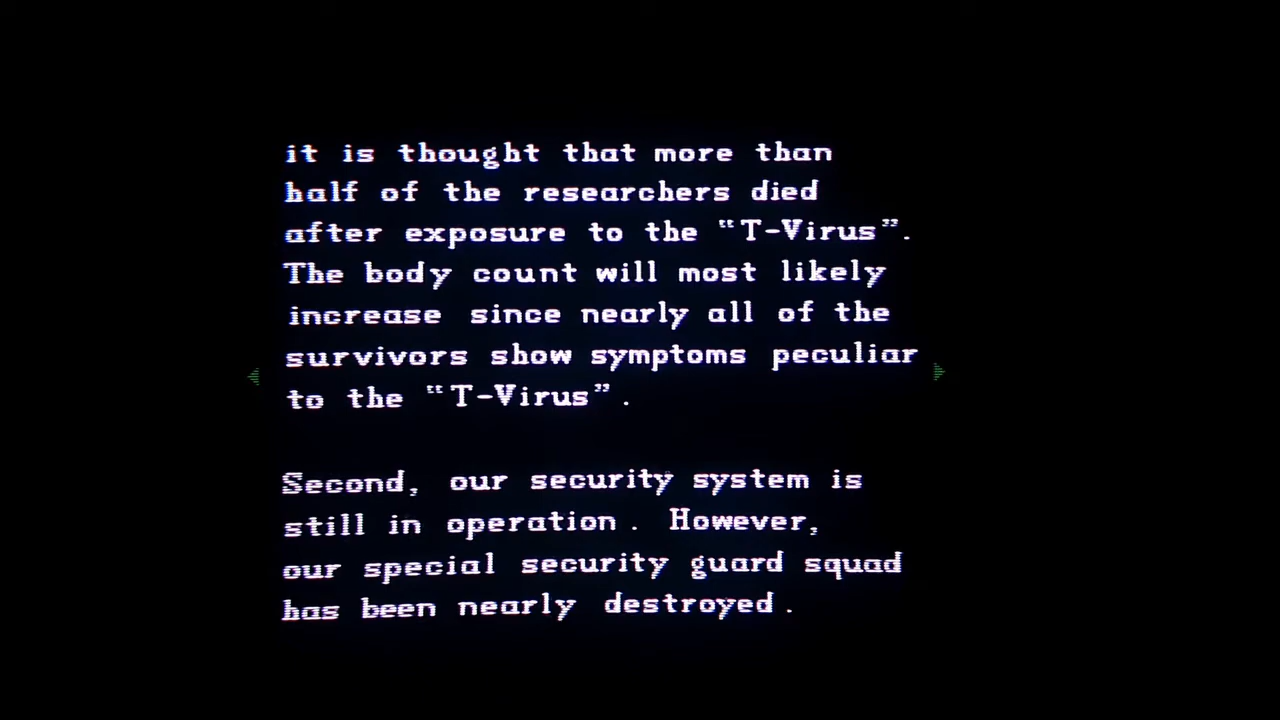 it is thought that more than
half of the researchers died
after exposure to the “T-Virus”.
The body count will most likely
increase since nearly all of the
survivors show symptoms peculiar
to the “T-Virus”.
Second, our security system is
still in operation. However,
our special security guard squad
has been nearly destroyed.